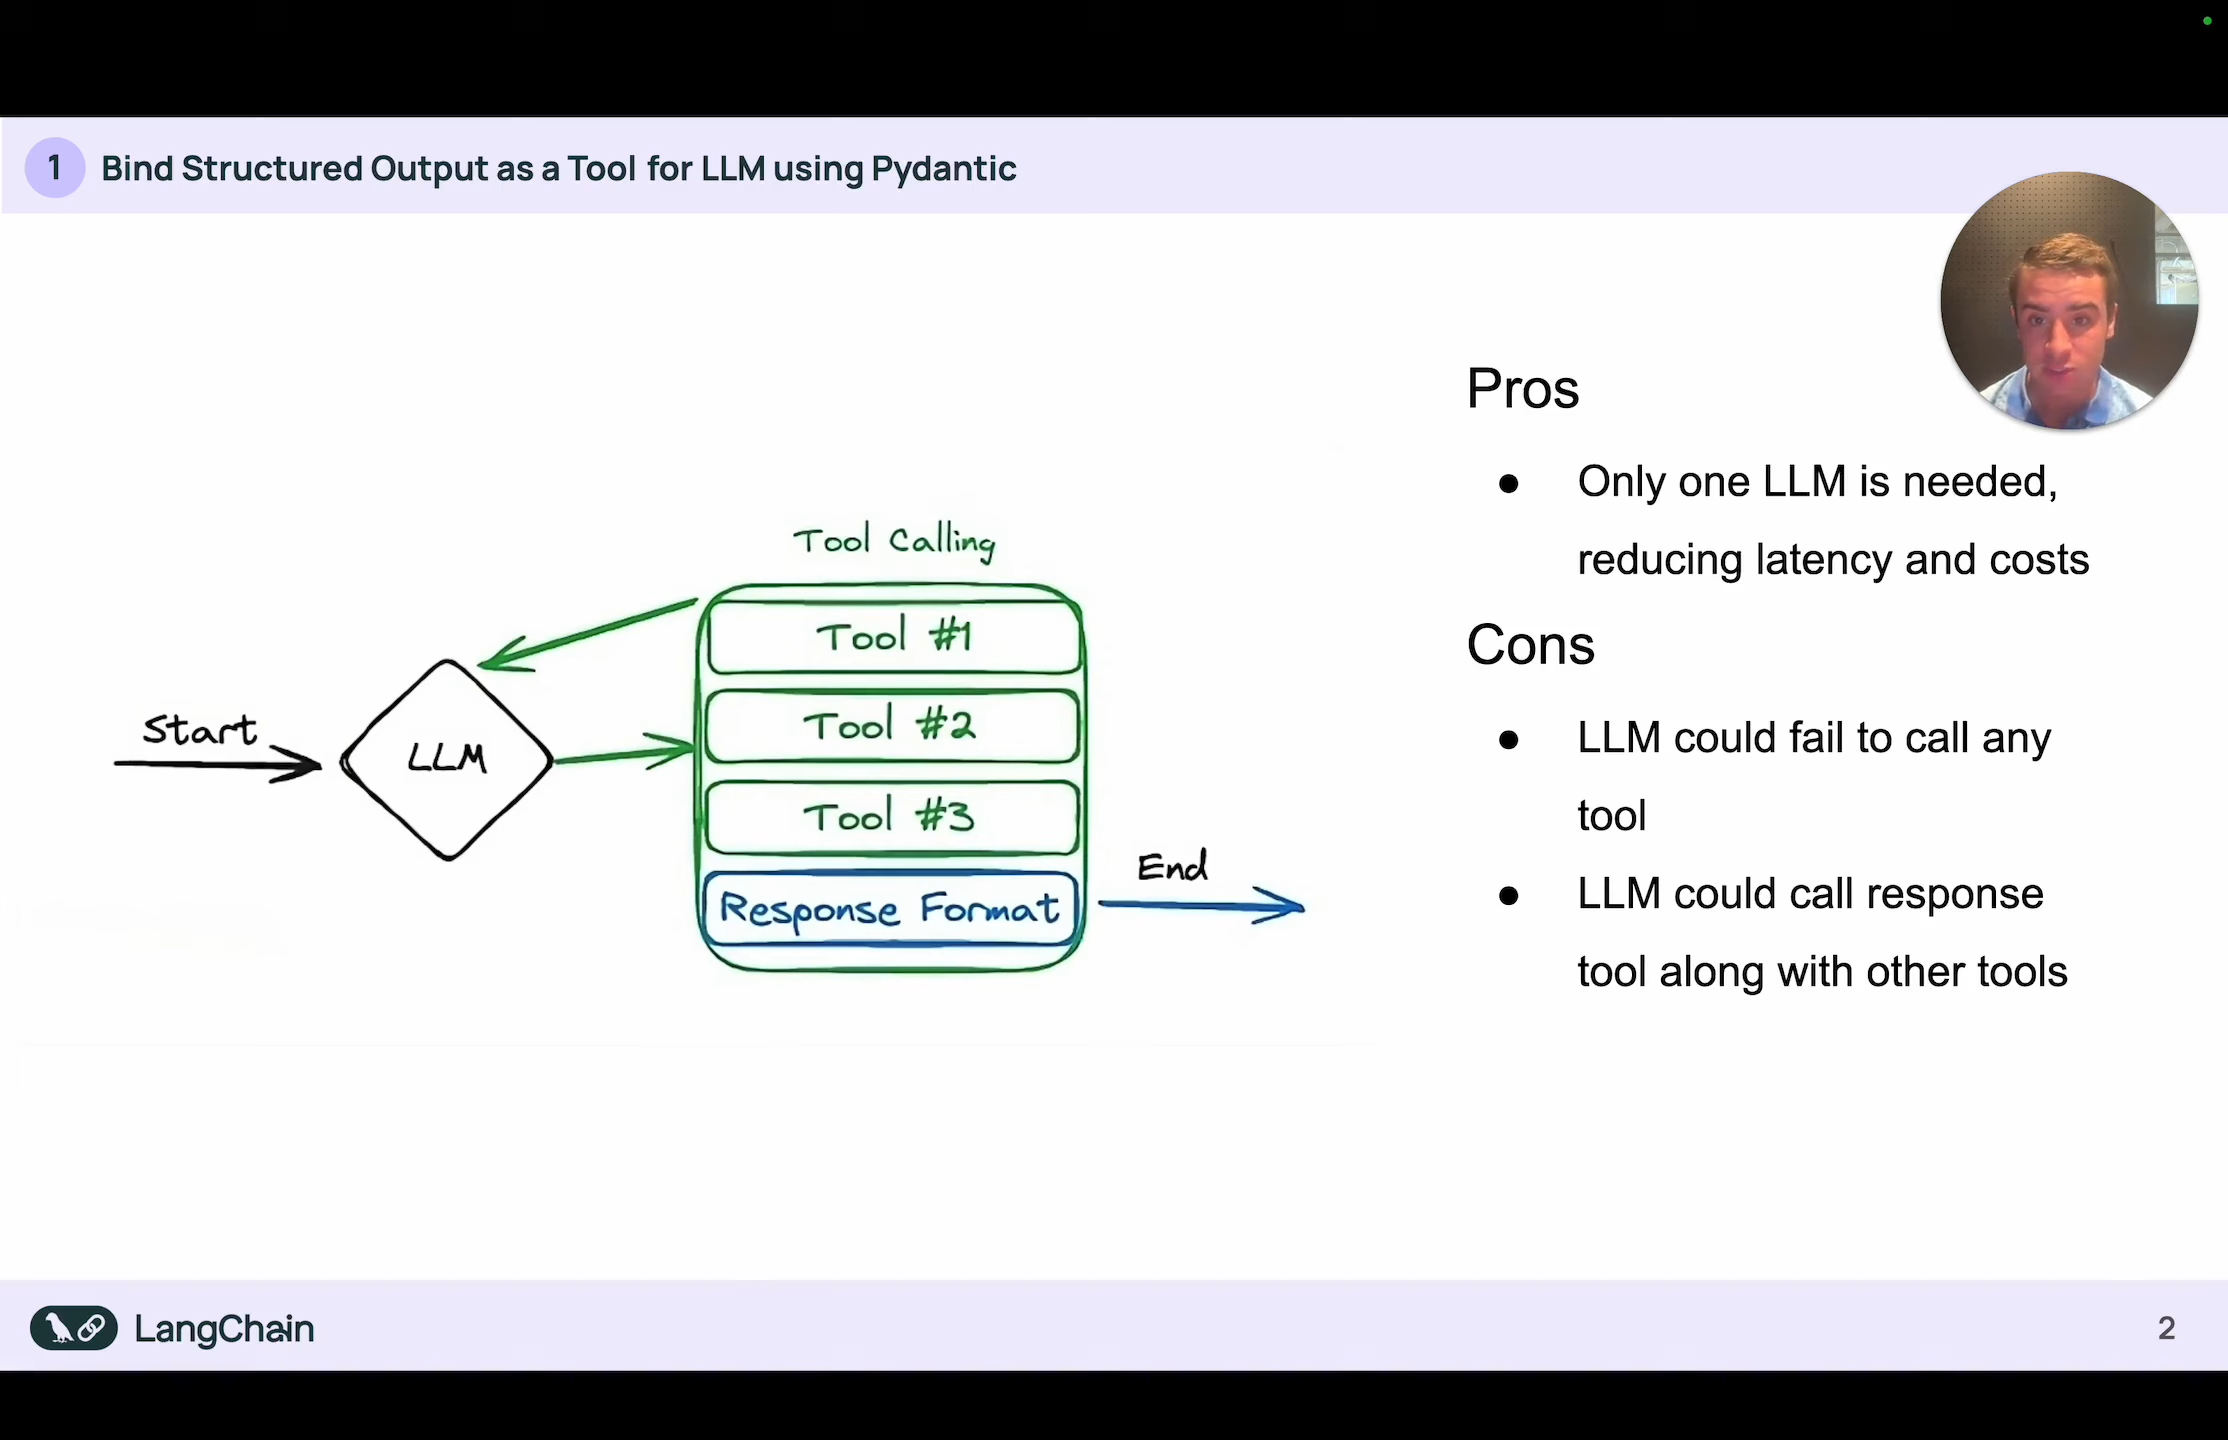 1 Bind Structured Output as a Tool for LLM using Pydantic
Tool Calling
Tool #1
Tool #2
Tool #3
Response Format
Start
LLM
End
Pros
● Only one LLM is needed,
reducing latency and costs
Cons
● LLM could fail to call any
tool
● LLM could call response
tool along with other tools
LangChain
2